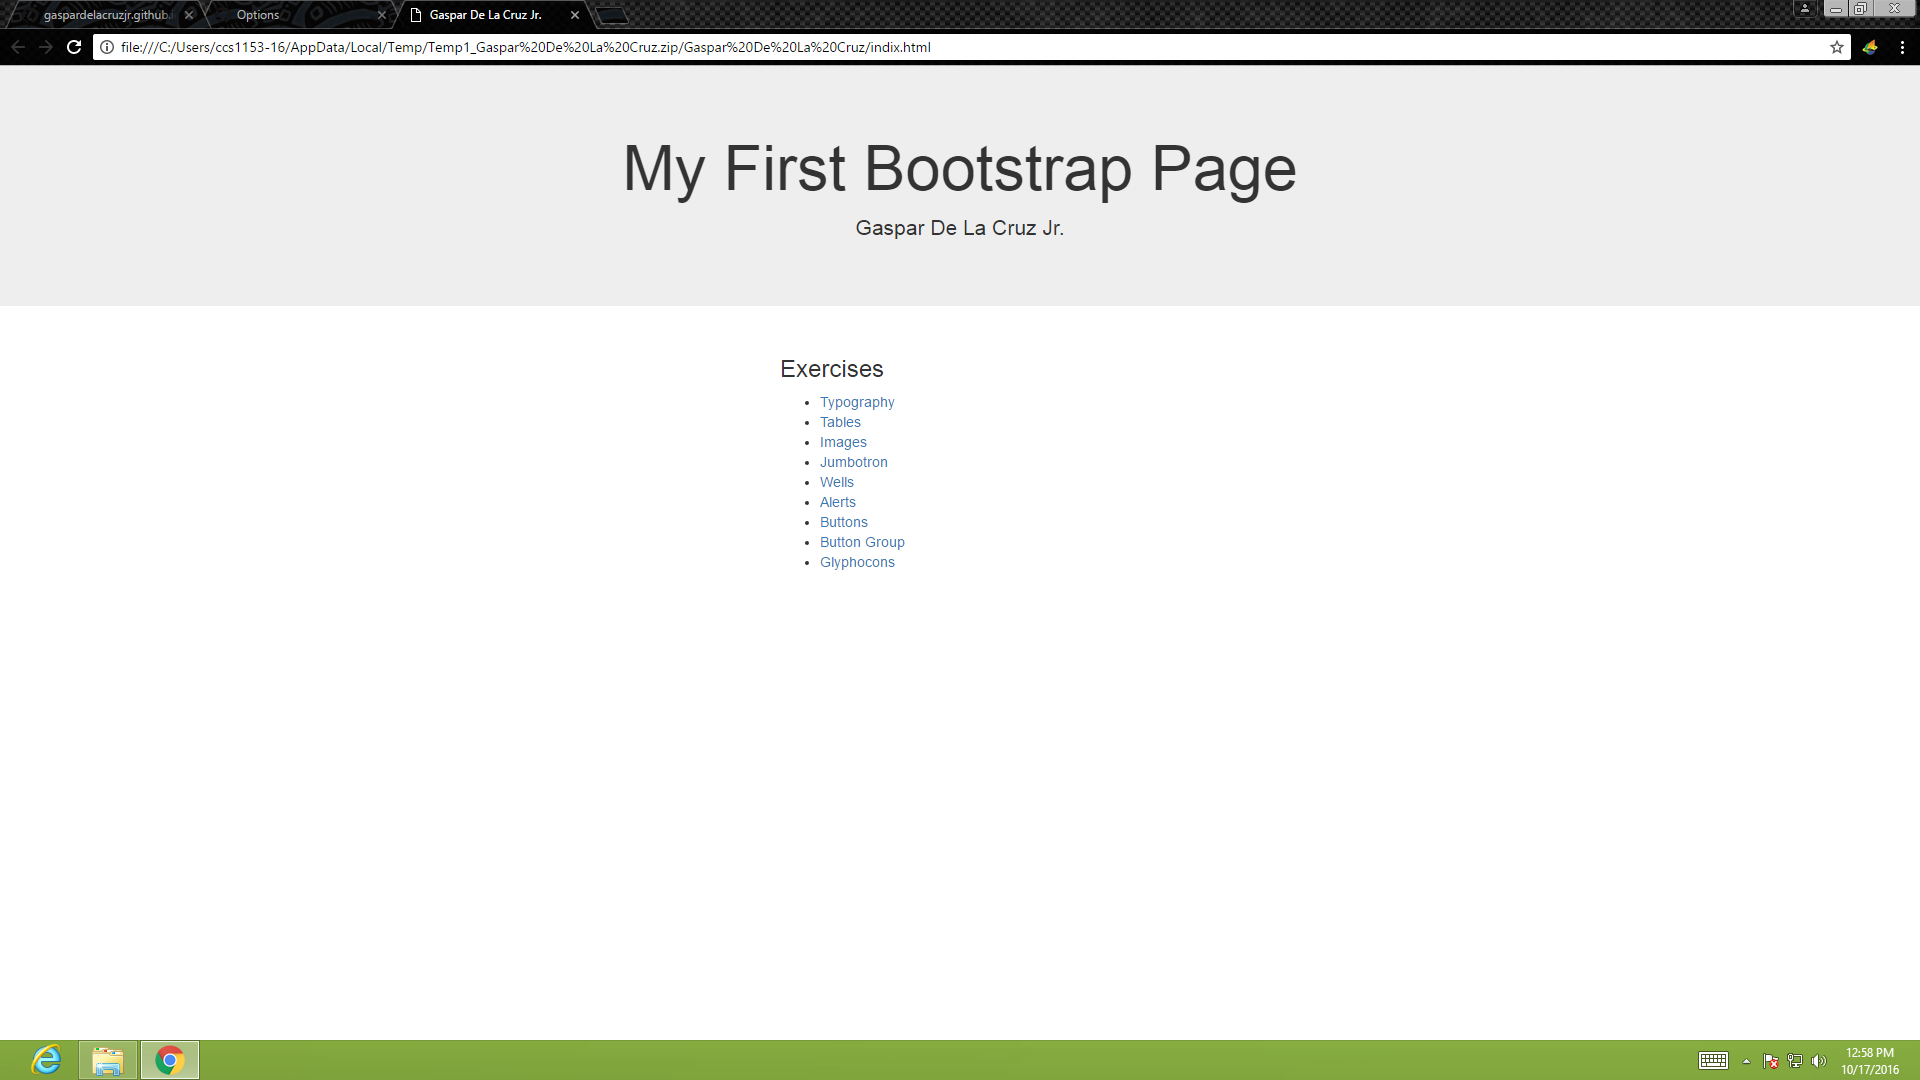 gaspardelacruzjr.github.
Options
Gaspar De La Cruz Jr.
file:///C:/Users/ccs1153-16/AppData/Local/Temp/Temp1_Gaspar%20De%20La%20Cruz.zip/Gaspar%20De%20La%20Cruz/indix.html
My First Bootstrap Page
Gaspar De La Cruz Jr.
Exercises
Typography
Tables
Images
Jumbotron
Wells
Alerts
Buttons
Button Group
Glyphocons
12:58 PM
10/17/2016